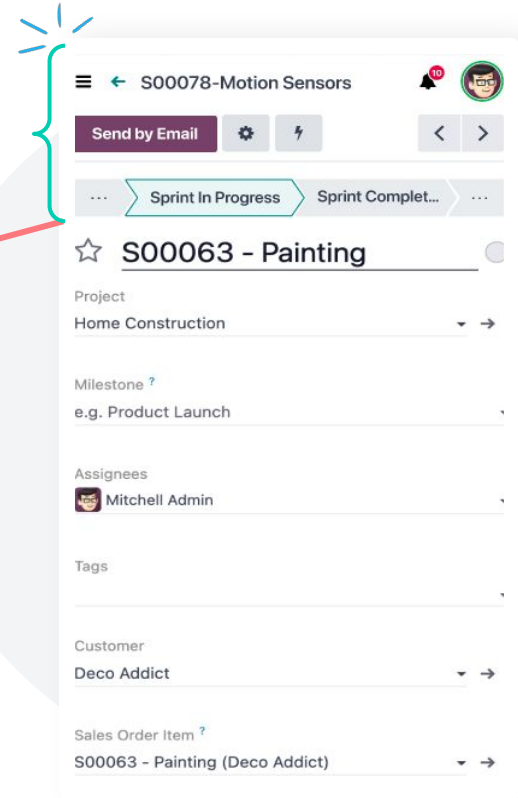 S00078-Motion Sensors
10
Send by Email
... Sprint In Progress Sprint Complet... ...
S00063 - Painting
Project
Home Construction
Milestone ?
e.g. Product Launch
Assignees
Mitchell Admin
Tags
Customer
Deco Addict
Sales Order Item ?
S00063 - Painting (Deco Addict)